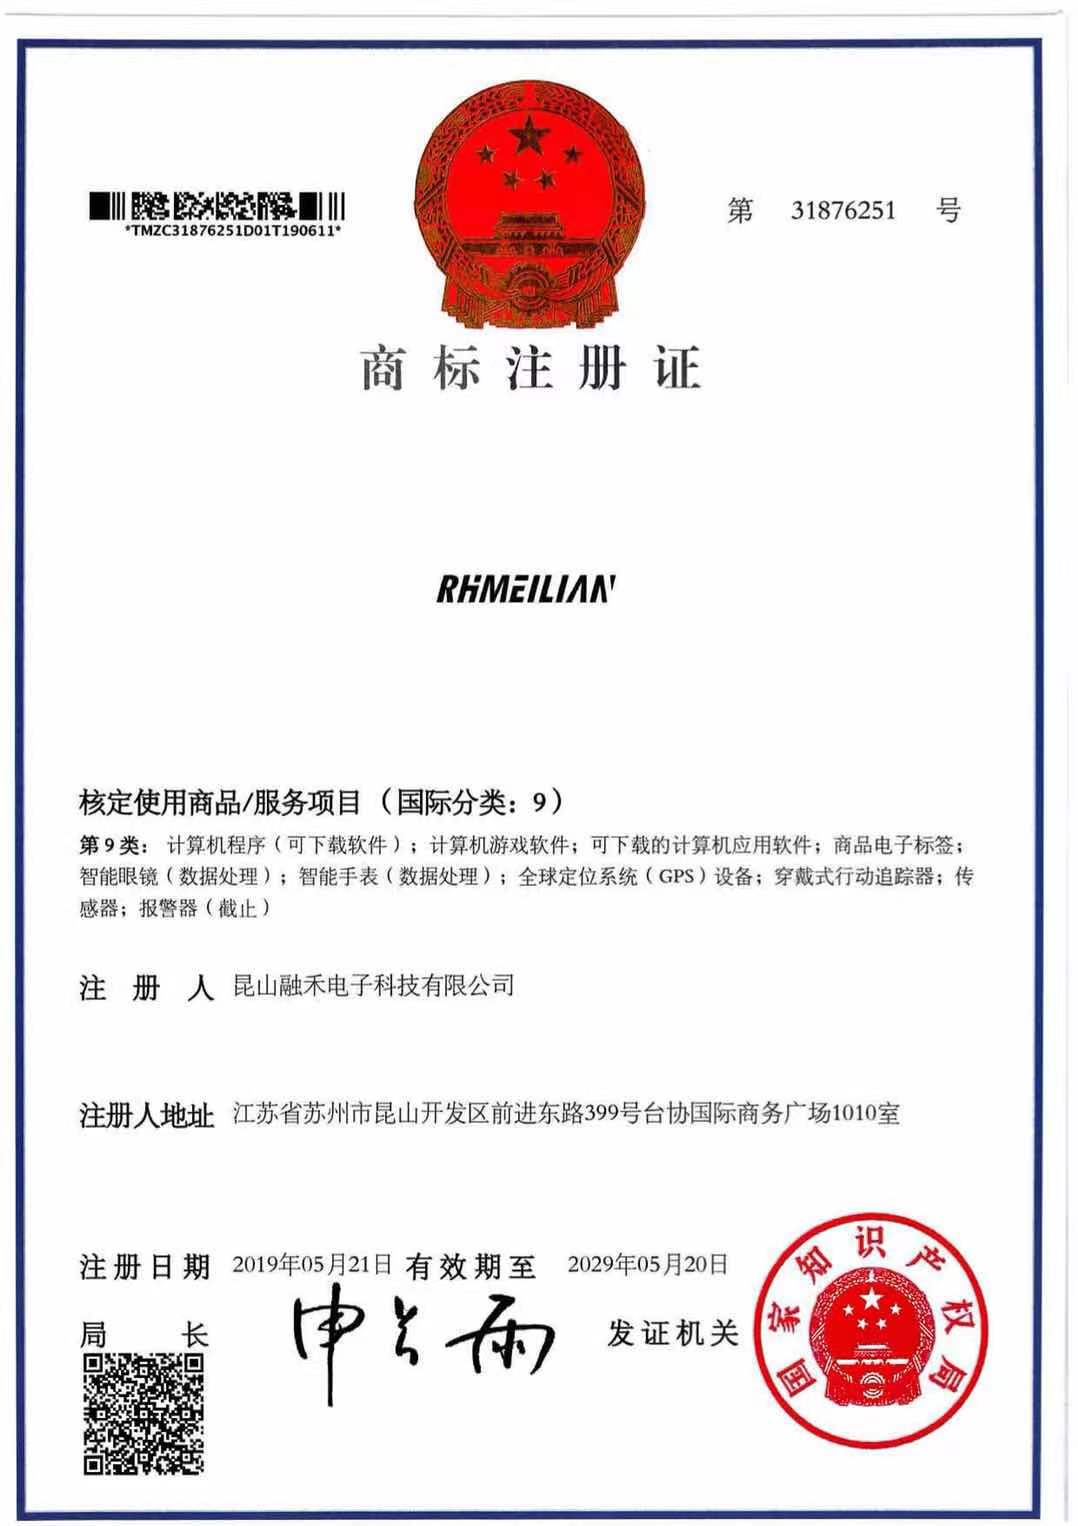 *TMZC31876251D01T190611*
第 31876251 号
商标注册证
RHMEILIAN
核定使用商品/服务项目（国际分类：9）
第9类：计算机程序（可下载软件）；计算机游戏软件；可下载的计算机应用软件；商品电子标签；
智能眼镜（数据处理）；智能手表（数据处理）；全球定位系统（GPS）设备；穿戴式行动追踪器；传
感器；报警器（截止）
注册人 昆山融禾电子科技有限公司
注册人地址 江苏省苏州市昆山开发区前进东路399号台协国际商务广场1010室
注册日期 2019年05月21日 有效期至 2029年05月20日
局长 申长雨 发证机关
国家知识产权局